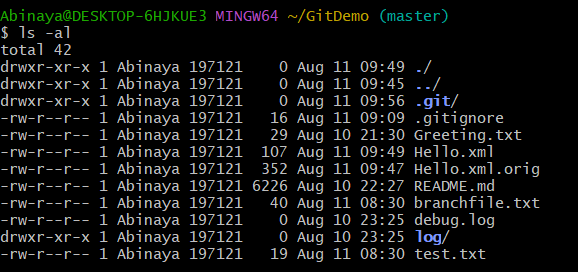 Abinaya@DESKTOP-6HJKUE3 MINGW64 ~/GitDemo (master)
$ ls -al
total 42
drwxr-xr-x 1 Abinaya 197121    0 Aug 11 09:49 ./
drwxr-xr-x 1 Abinaya 197121    0 Aug 11 09:45 ../
drwxr-xr-x 1 Abinaya 197121    0 Aug 11 09:56 .git/
-rw-r--r-- 1 Abinaya 197121   16 Aug 11 09:09 .gitignore
-rw-r--r-- 1 Abinaya 197121   29 Aug 10 21:30 Greeting.txt
-rw-r--r-- 1 Abinaya 197121  107 Aug 11 09:49 Hello.xml
-rw-r--r-- 1 Abinaya 197121  352 Aug 11 09:47 Hello.xml.orig
-rw-r--r-- 1 Abinaya 197121 6226 Aug 10 22:27 README.md
-rw-r--r-- 1 Abinaya 197121   40 Aug 11 08:30 branchfile.txt
-rw-r--r-- 1 Abinaya 197121    0 Aug 10 23:25 debug.log
drwxr-xr-x 1 Abinaya 197121    0 Aug 10 23:25 log/
-rw-r--r-- 1 Abinaya 197121   19 Aug 11 08:30 test.txt